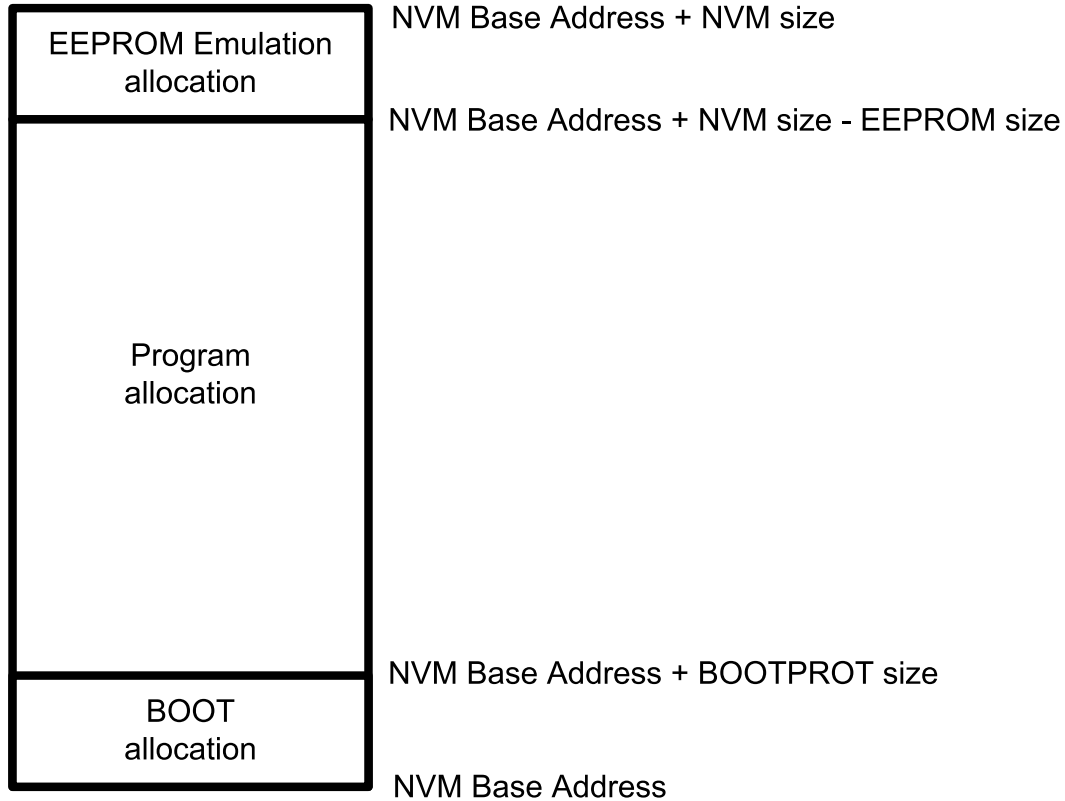 NVM Base Address + NVM size
EEPROM Emulation
allocation
NVM Base Address + NVM size - EEPROM size
Program
allocation
NVM Base Address + BOOTPROT size
BOOT
allocation
NVM Base Address